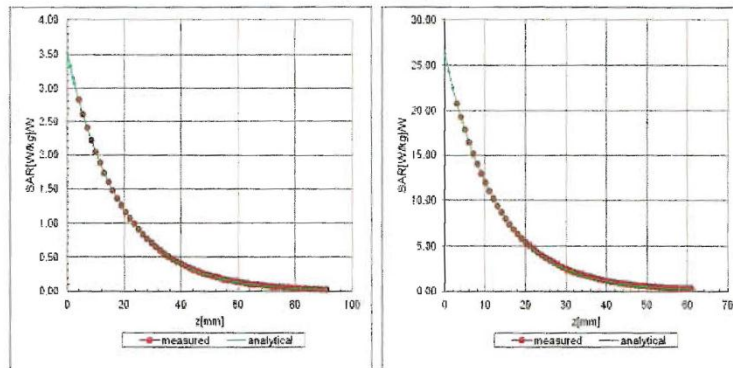 4.00
3.50
3.00
2.50
2.00
1.50
1.00
0.50
0.00
SAR[W/kg]/W
0 20 40 60 80 100
z[mm]
measured analytical
30.00
25.00
20.00
15.00
10.00
5.00
0.00
SAR[W/kg]/W
0 10 20 30 40 50 60 70
z[mm]
measured analytical